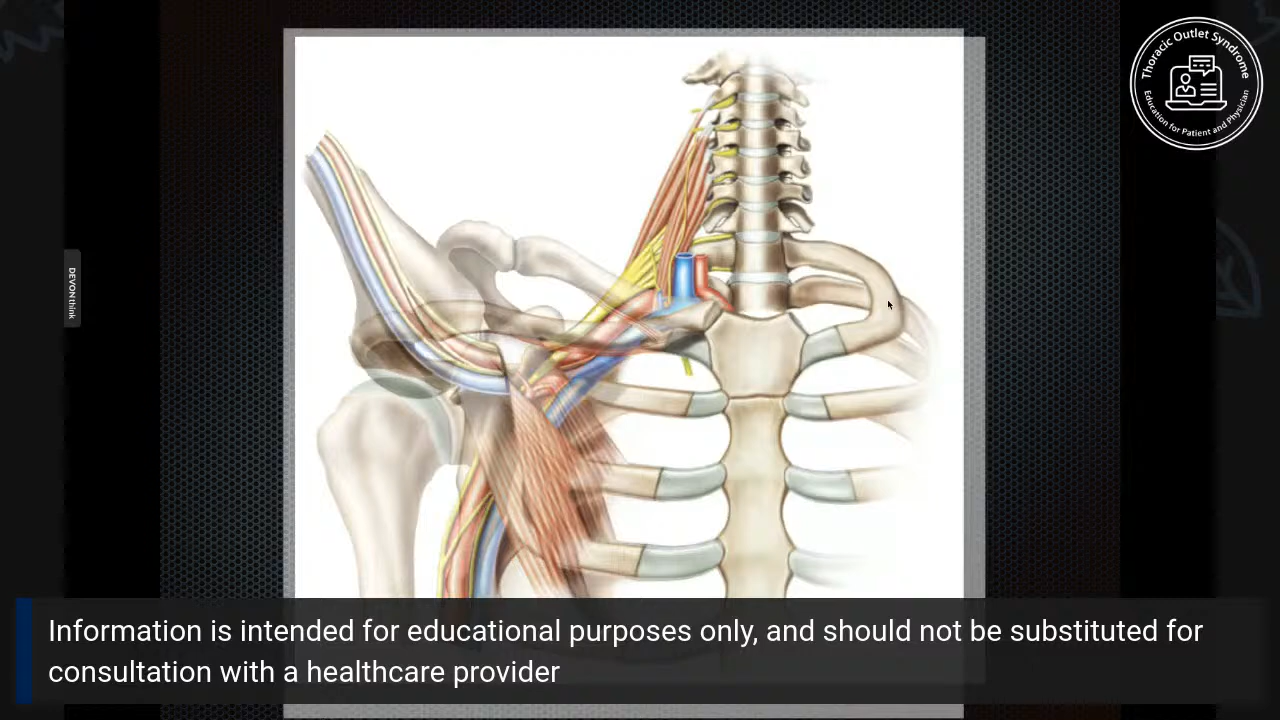 Thoracic Outlet Syndrome
Education for Patient and Physician
DEVONthink
Information is intended for educational purposes only, and should not be substituted for
consultation with a healthcare provider